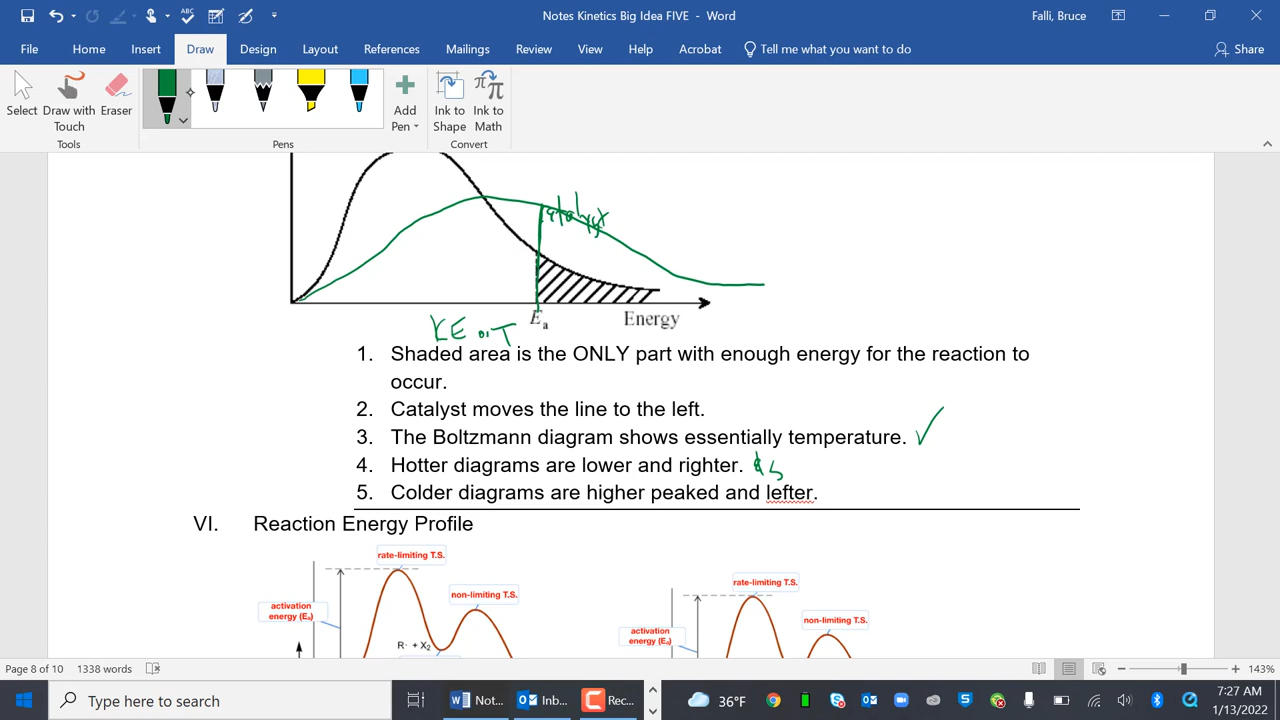 Notes Kinetics Big Idea FIVE - Word
Falli, Bruce
File Home Insert Draw Design Layout References Mailings Review View Help Acrobat Tell me what you want to do Share
Select Draw with Touch Eraser Add Pen Ink to Shape Ink to Math
Tools Pens Convert
catalyst
KE or T
Ea Energy
1. Shaded area is the ONLY part with enough energy for the reaction to
occur.
2. Catalyst moves the line to the left.
3. The Boltzmann diagram shows essentially temperature. ✓
4. Hotter diagrams are lower and righter.
5. Colder diagrams are higher peaked and lefter.
VI. Reaction Energy Profile
rate-limiting T.S.
non-limiting T.S.
activation
energy (Ea)
R· + X2
rate-limiting T.S.
non-limiting T.S.
activation
energy (Ea)
Page 8 of 10 1338 words 143%
Type here to search Not... Inb... Rec... 36°F 7:27 AM
1/13/2022